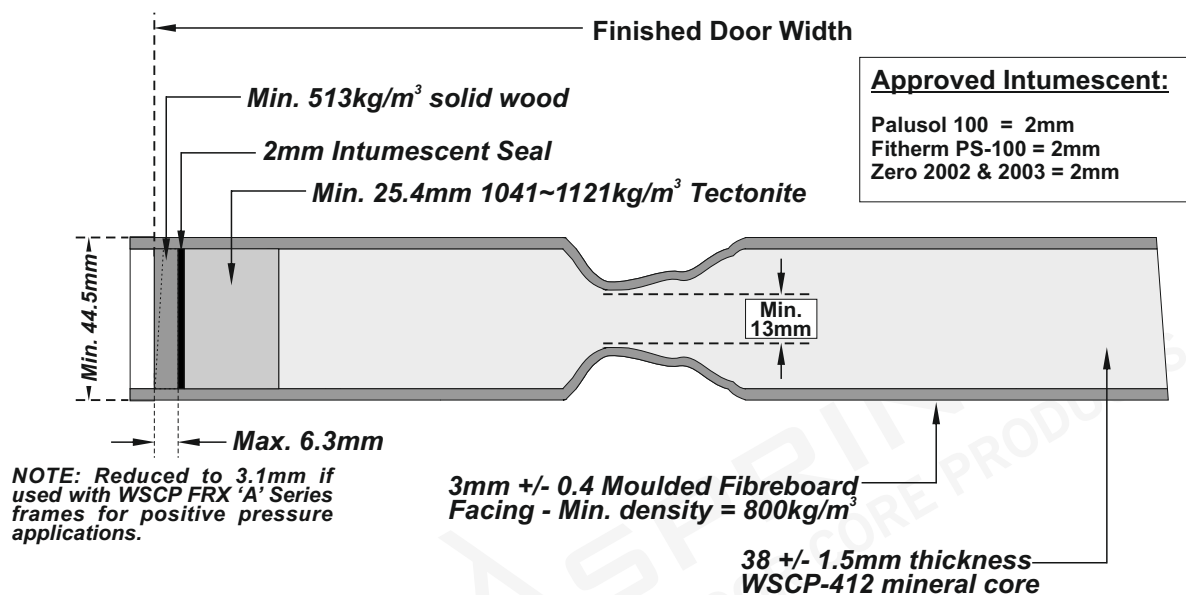 Finished Door Width
Min. 513kg/m³ solid wood
2mm Intumescent Seal
Min. 25.4mm 1041~1121kg/m³ Tectonite
Approved Intumescent:
Palusol 100 = 2mm
Fitherm PS-100 = 2mm
Zero 2002 & 2003 = 2mm
Min. 44.5mm
Min.
13mm
Max. 6.3mm
NOTE: Reduced to 3.1mm if
used with WSCP FRX ‘A’ Series
frames for positive pressure
applications.
3mm +/- 0.4 Moulded Fibreboard
Facing - Min. density = 800kg/m³
38 +/- 1.5mm thickness
WSCP-412 mineral core
CORE PRODUCTS